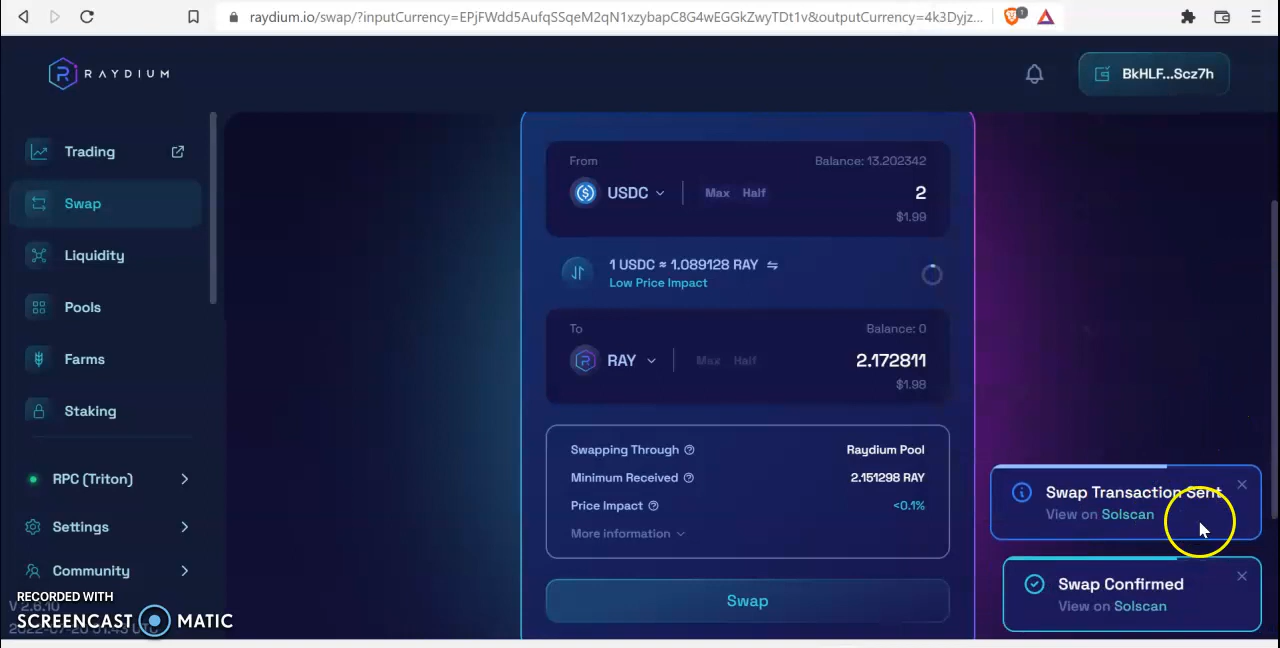 raydium.io/swap/?inputCurrency=EPjFWdd5AufqSSqeM2qN1xzybapC8G4wEGGkZwyTDt1v&outputCurrency=4k3Dyjz...
1
RAYDIUM
BkHLF...Scz7h
Trading
Swap
Liquidity
Pools
Farms
Staking
RPC (Triton)
Settings
Community
From
Balance: 13.202342
USDC
Max Half
2
$1.99
1 USDC ≈ 1.089128 RAY
Low Price Impact
To
Balance: 0
RAY
Max Half
2.172811
$1.98
Swapping Through
Raydium Pool
Minimum Received
2.151298 RAY
Price Impact
<0.1%
More information
Swap
Swap Transaction Sent
View on Solscan
Swap Confirmed
View on Solscan
RECORDED WITH
SCREENCAST MATIC